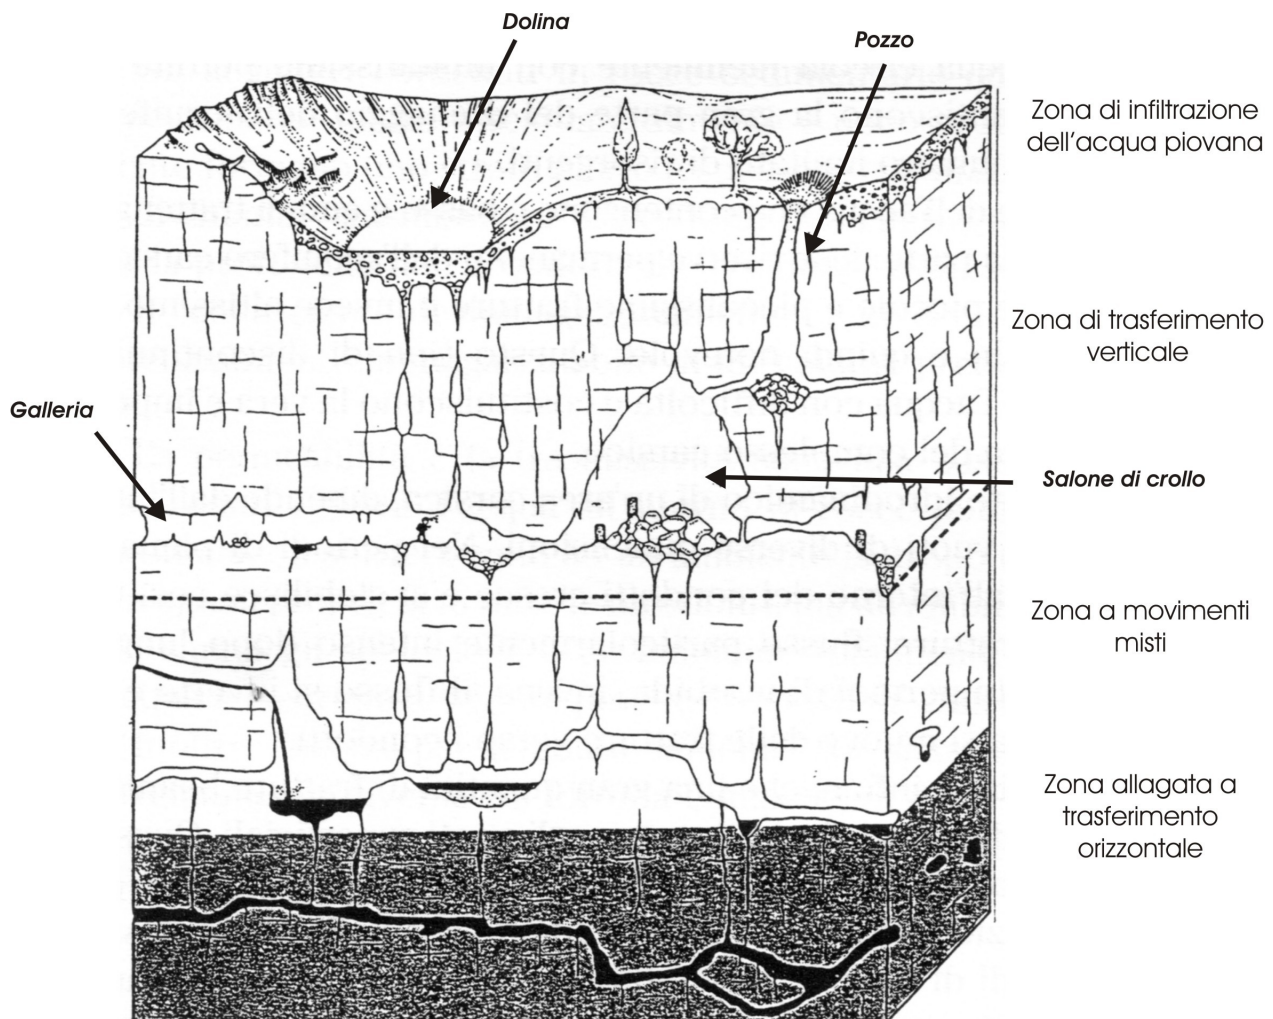 Dolina
Pozzo
Zona di infiltrazione
dell'acqua piovana
Zona di trasferimento
verticale
Galleria
Salone di crollo
Zona a movimenti
misti
Zona allagata a
trasferimento
orizzontale